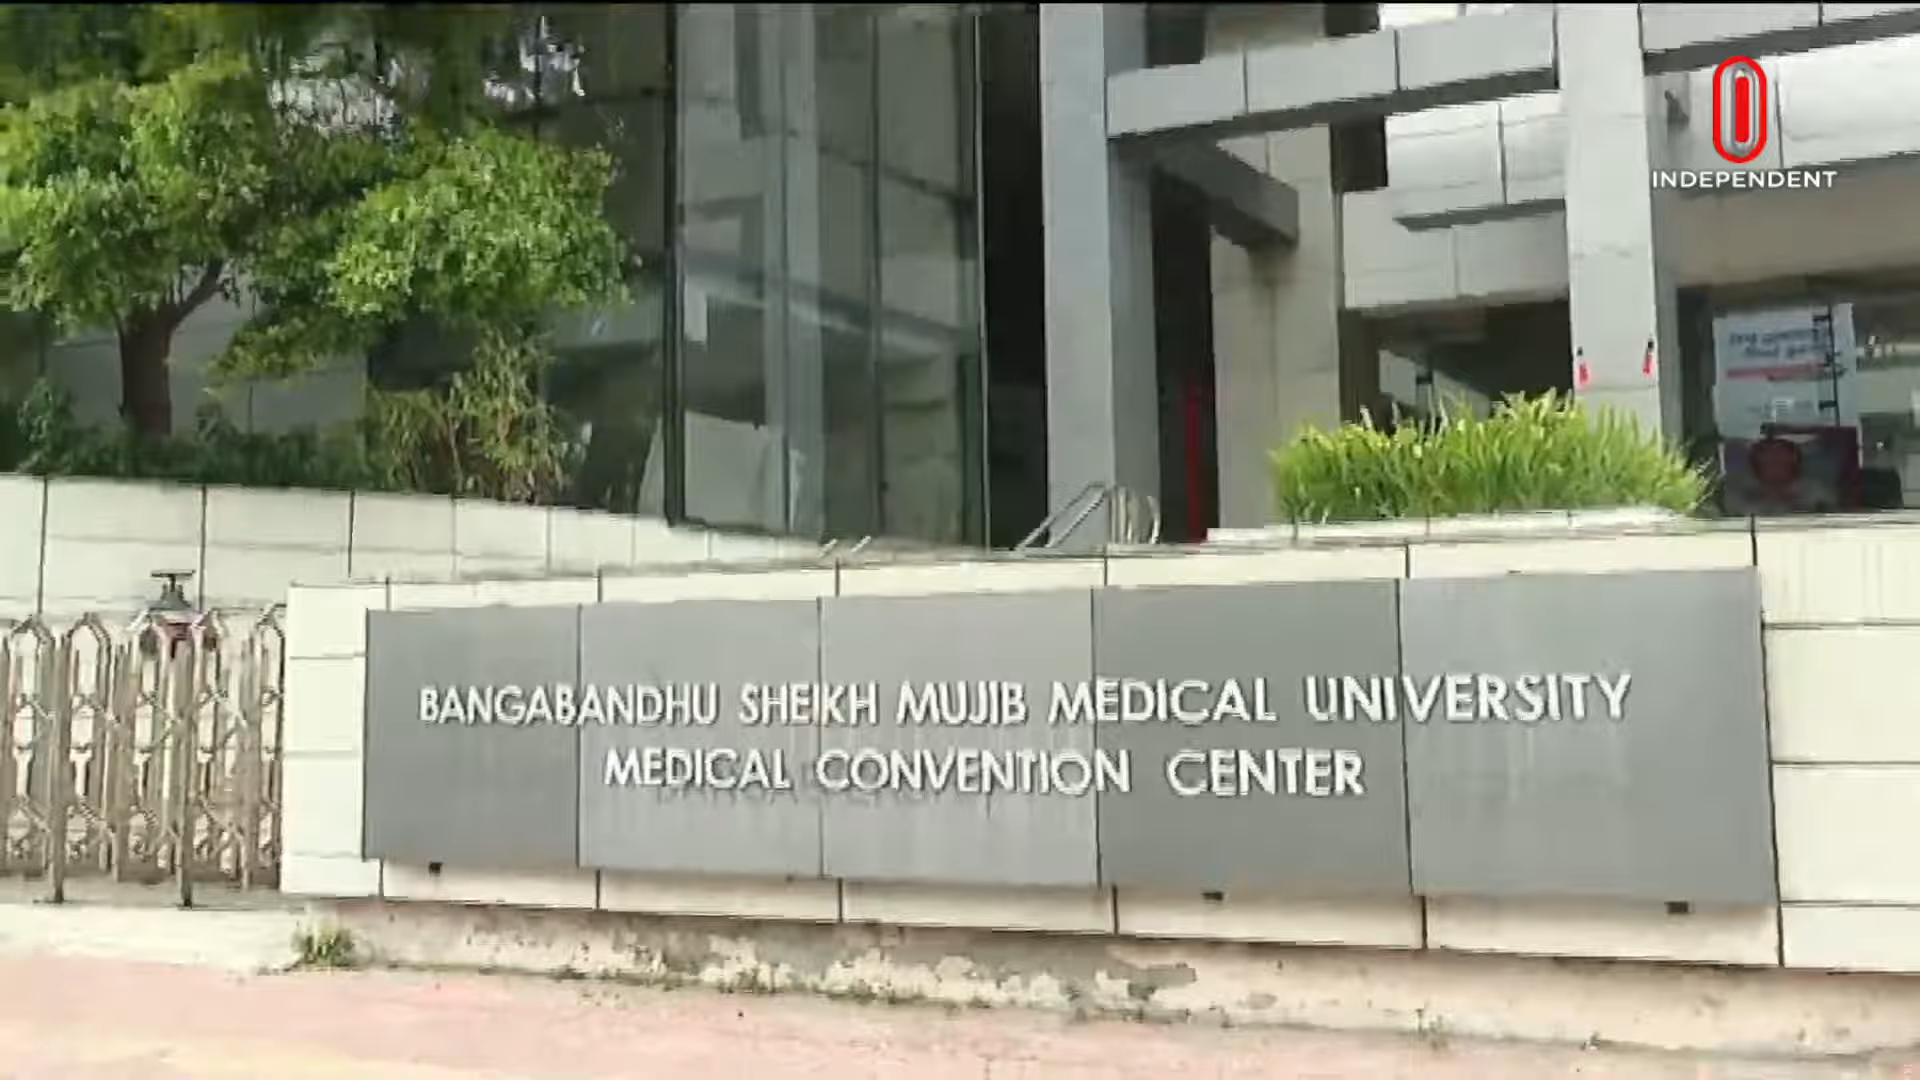 INDEPENDENT
BANGABANDHU SHEIKH MUJIB MEDICAL UNIVERSITY
MEDICAL CONVENTION CENTER